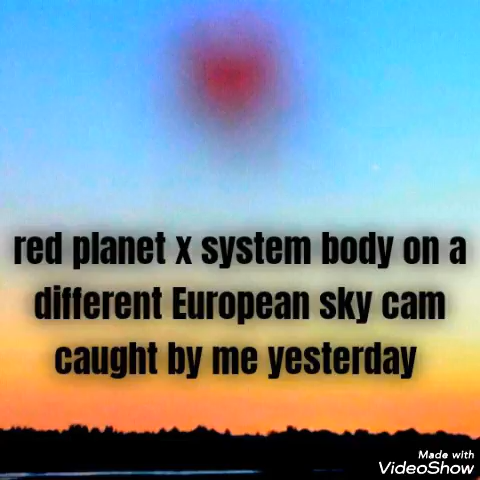 red planet x system body on a
different European sky cam
caught by me yesterday
Made with
VideoShow